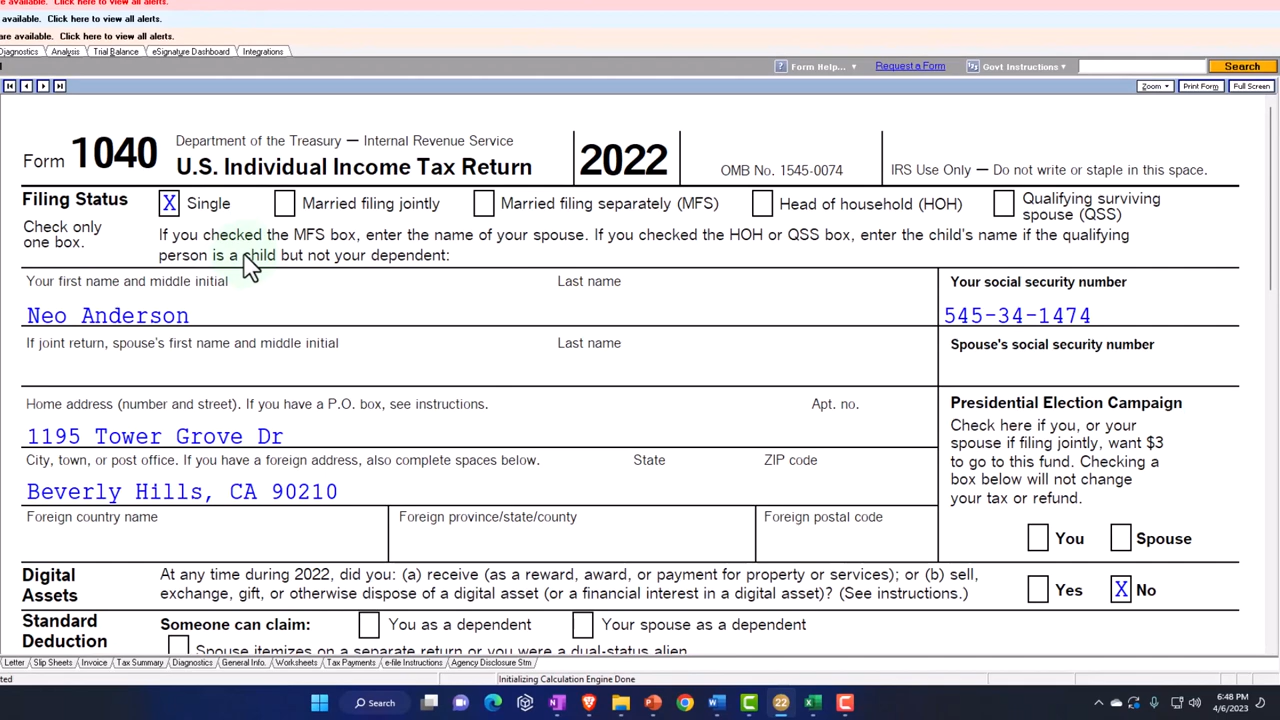 re available. Click here to view all alerts.
available. Click here to view all alerts.
are available. Click here to view all alerts.
Diagnostics Analysis Trial Balance eSignature Dashboard Integrations
Form Help... Request a Form Govt Instructions Search
Zoom Print Form Full Screen
Form 1040 Department of the Treasury — Internal Revenue Service
U.S. Individual Income Tax Return 2022 OMB No. 1545-0074 IRS Use Only — Do not write or staple in this space.
Filing Status X Single Married filing jointly Married filing separately (MFS) Head of household (HOH) Qualifying surviving spouse (QSS)
Check only one box.
If you checked the MFS box, enter the name of your spouse. If you checked the HOH or QSS box, enter the child's name if the qualifying
person is a child but not your dependent:
Your first name and middle initial Last name Your social security number
Neo Anderson 545-34-1474
If joint return, spouse's first name and middle initial Last name Spouse's social security number
Home address (number and street). If you have a P.O. box, see instructions. Apt. no.
1195 Tower Grove Dr
City, town, or post office. If you have a foreign address, also complete spaces below. State ZIP code
Beverly Hills, CA 90210
Foreign country name Foreign province/state/county Foreign postal code
Presidential Election Campaign
Check here if you, or your
spouse if filing jointly, want $3
to go to this fund. Checking a
box below will not change
your tax or refund.
You Spouse
Digital Assets
At any time during 2022, did you: (a) receive (as a reward, award, or payment for property or services); or (b) sell,
exchange, gift, or otherwise dispose of a digital asset (or a financial interest in a digital asset)? (See instructions.) Yes X No
Standard Deduction
Someone can claim: You as a dependent Your spouse as a dependent
Spouse itemizes on a separate return or you were a dual-status alien
Letter Slip Sheets Invoice Tax Summary Diagnostics General Info. Worksheets Tax Payments e-file Instructions Agency Disclosure Stm
ted Initializing Calculation Engine Done
Search 22 6:48 PM
4/6/2023